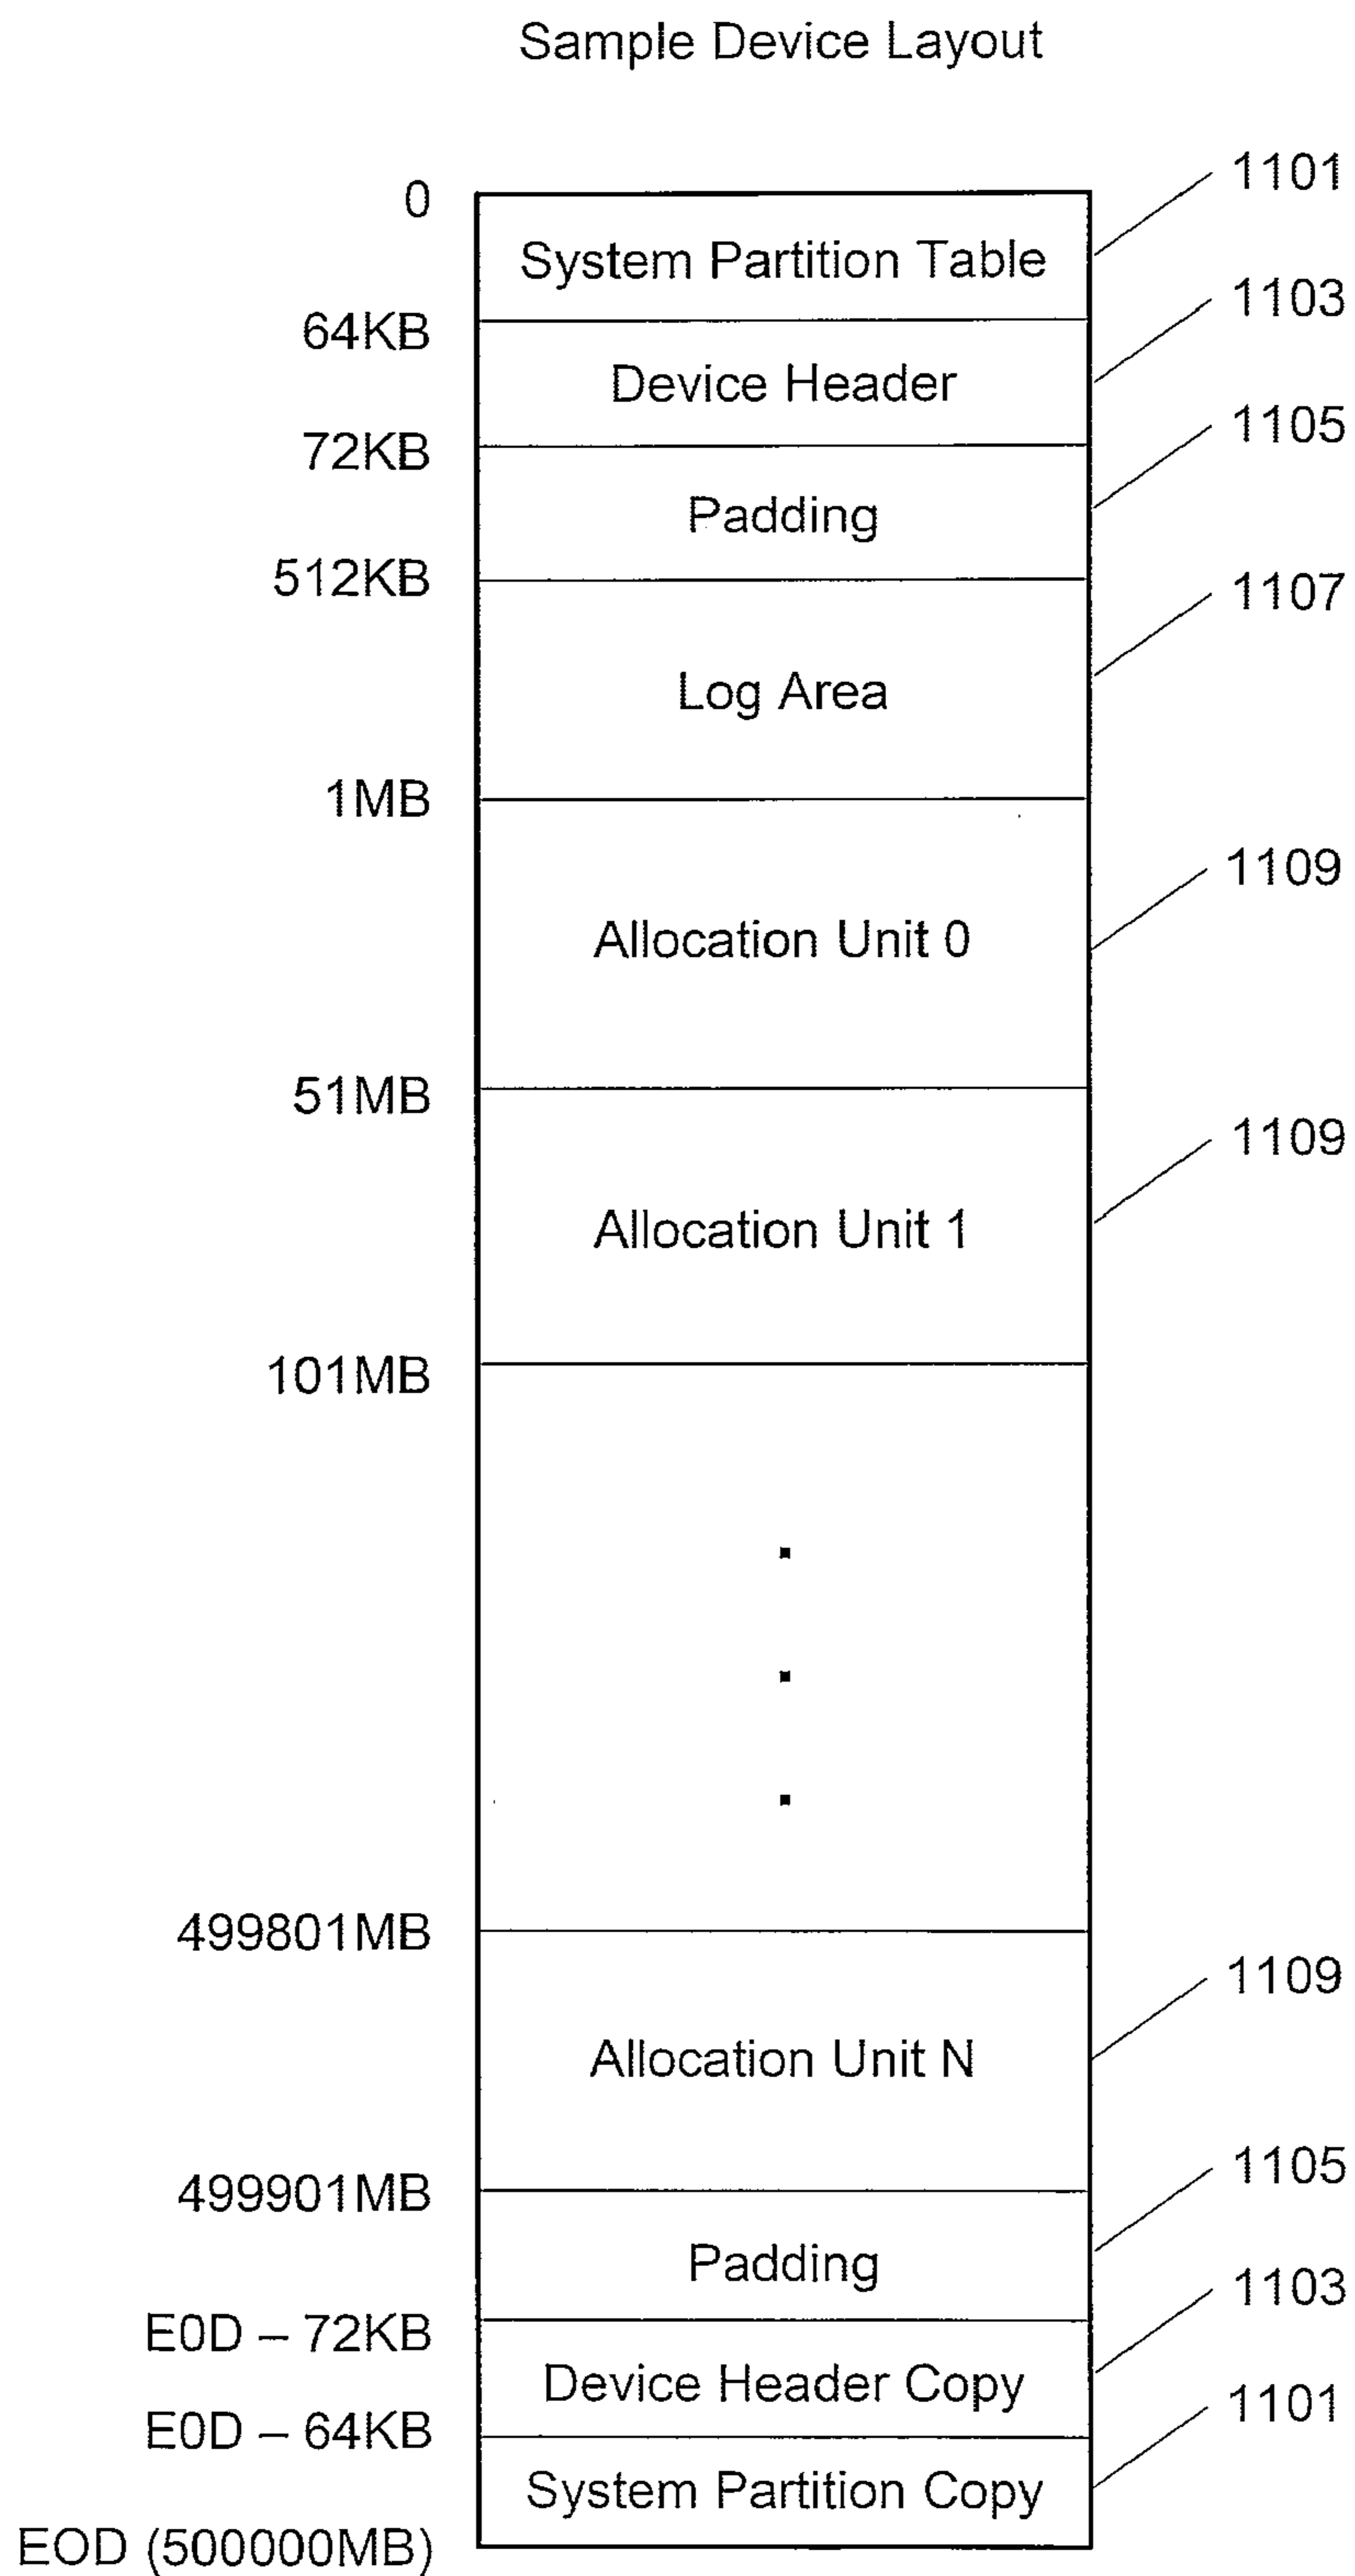 Sample Device Layout
0
1101
System Partition Table
64KB
1103
Device Header
72KB
1105
Padding
512KB
1107
Log Area
1MB
1109
Allocation Unit 0
51MB
1109
Allocation Unit 1
101MB
499801MB
1109
Allocation Unit N
499901MB
1105
Padding
E0D – 72KB
1103
Device Header Copy
E0D – 64KB
1101
System Partition Copy
EOD (500000MB)